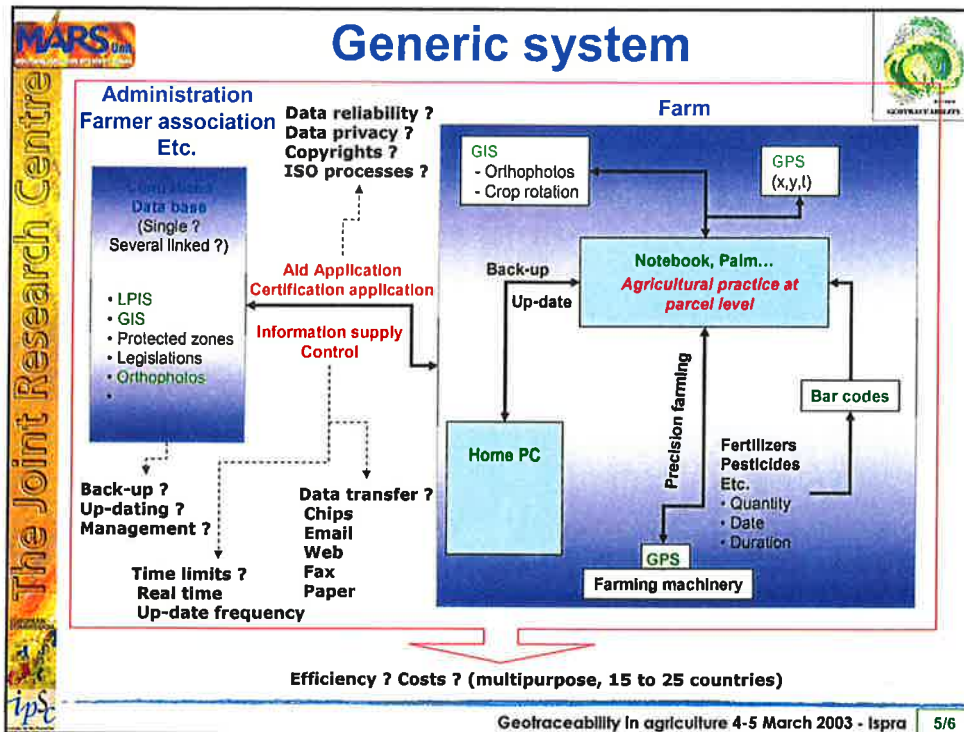 MARS Unit
Generic system
GEOTRACEABILITY
The Joint Research Centre
Administration
Farmer association
Etc.
Data reliability ?
Data privacy ?
Copyrights ?
ISO processes ?
Farm
Data base
(Single ?
Several linked ?)
• LPIS
• GIS
• Protected zones
• Legislations
• Orthophotos
•
Aid Application
Certification application
Information supply
Control
GIS
- Orthophotos
- Crop rotation
GPS
(x,y,t)
Notebook, Palm...
Agricultural practice at
parcel level
Back-up
Up-date
Home PC
Precision farming
Bar codes
Fertilizers
Pesticides
Etc.
• Quantity
• Date
• Duration
GPS
Farming machinery
Back-up ?
Up-dating ?
Management ?
Time limits ?
Real time
Up-date frequency
Data transfer ?
Chips
Email
Web
Fax
Paper
Efficiency ? Costs ? (multipurpose, 15 to 25 countries)
ipsc
Geotraceability in agriculture 4-5 March 2003 - Ispra
5/6